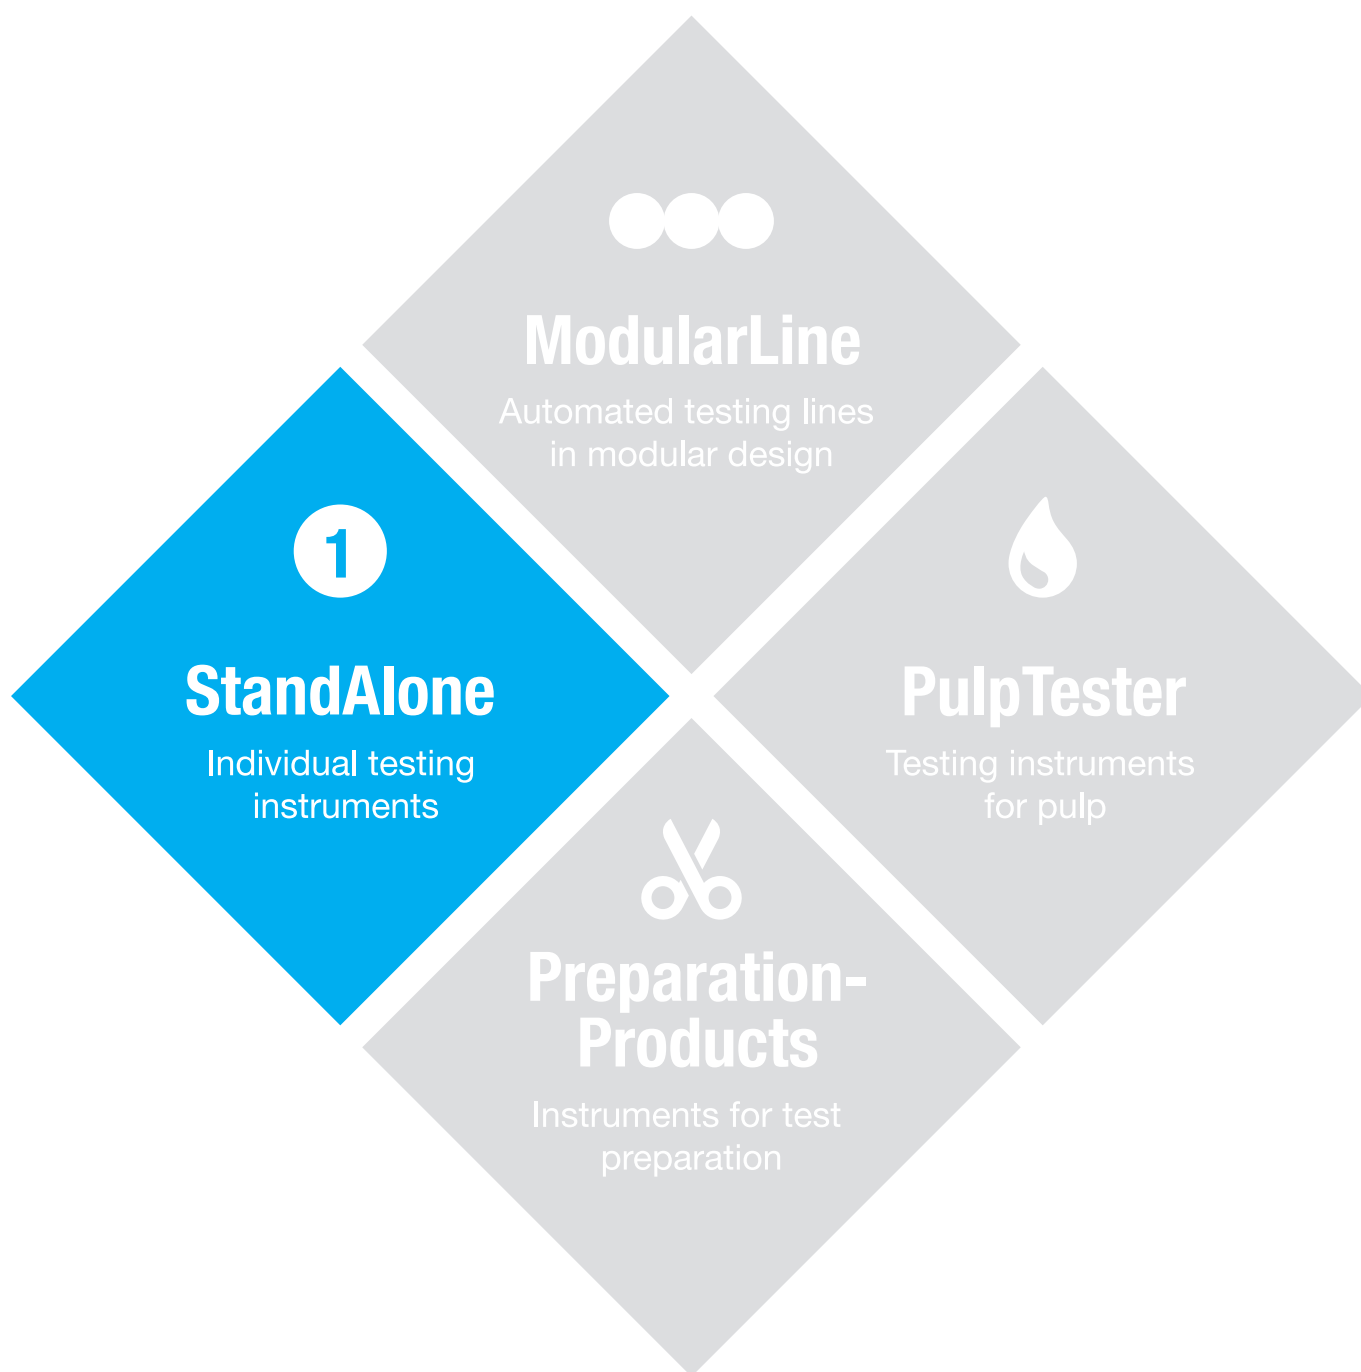 ModularLine
Automated testing lines
in modular design
1
StandAlone
Individual testing
instruments
PulpTester
Testing instruments
for pulp
Preparation-
Products
Instruments for test
preparation